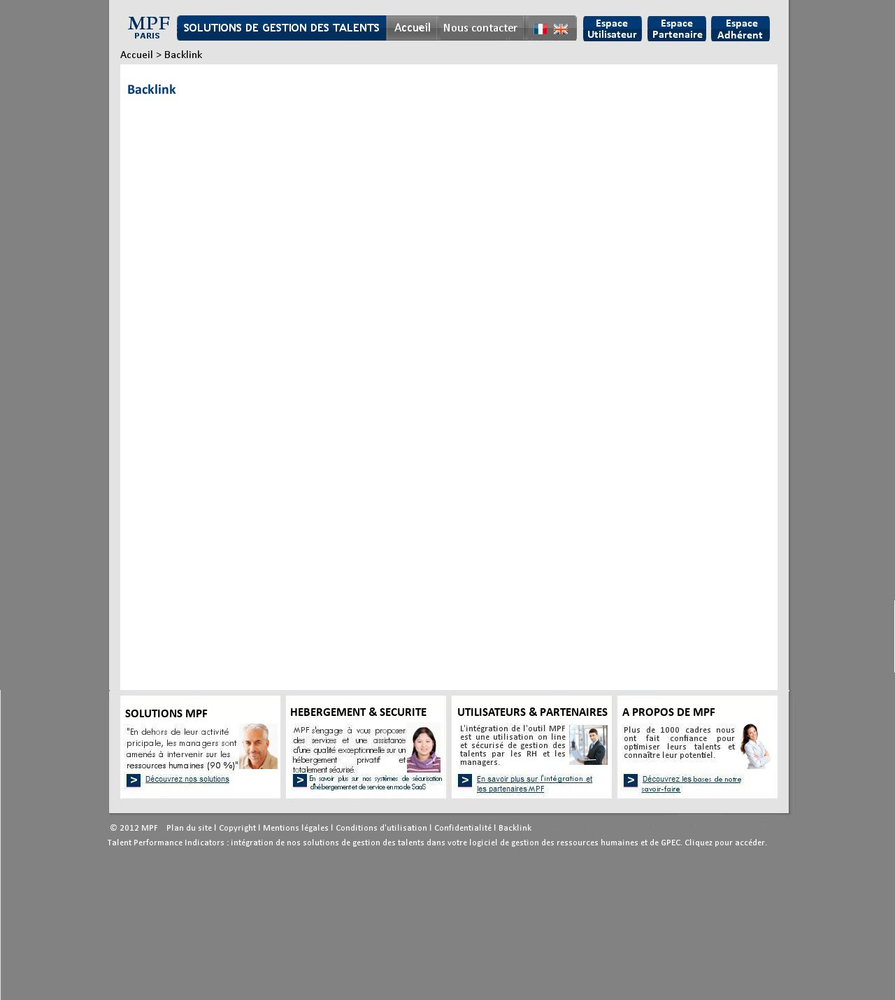 MPF
PARIS
SOLUTIONS DE GESTION DES TALENTS
Accueil
Nous contacter
Espace
Utilisateur
Espace
Partenaire
Espace
Adhérent
Accueil > Backlink
Backlink
SOLUTIONS MPF
"En dehors de leur activité
pricipale, les managers sont
amenés à intervenir sur les
ressources humaines (90 %)"
> Découvrez nos solutions
HEBERGEMENT & SECURITE
MPF s'engage à vous proposer
des services et une assistance
d'une qualité exceptionnelle sur un
hébergement privatif et
totalement sécurisé.
> En savoir plus sur nos systèmes de sécurisation
d'hébergement et de service en mode SaaS
UTILISATEURS & PARTENAIRES
L'intégration de l'outil MPF
est une utilisation on line
et sécurisé de gestion des
talents par les RH et les
managers.
> En savoir plus sur l'intégration et
les partenaires MPF
A PROPOS DE MPF
Plus de 1000 cadres nous
ont fait confiance pour
optimiser leurs talents et
connaître leur potentiel.
> Découvrez les bases de notre
savoir-faire
© 2012 MPF Plan du site l Copyright l Mentions légales l Conditions d'utilisation l Confidentialité l Backlink
Talent Performance Indicators : intégration de nos solutions de gestion des talents dans votre logiciel de gestion des ressources humaines et de GPEC. Cliquez pour accéder.